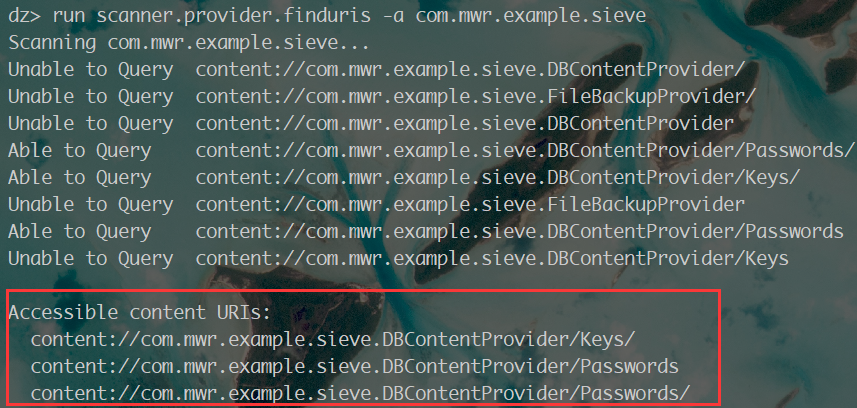 dz> run scanner.provider.finduris -a com.mwr.example.sieve
Scanning com.mwr.example.sieve...
Unable to Query  content://com.mwr.example.sieve.DBContentProvider/
Unable to Query  content://com.mwr.example.sieve.FileBackupProvider/
Unable to Query  content://com.mwr.example.sieve.DBContentProvider
Able to Query    content://com.mwr.example.sieve.DBContentProvider/Passwords/
Able to Query    content://com.mwr.example.sieve.DBContentProvider/Keys/
Unable to Query  content://com.mwr.example.sieve.FileBackupProvider
Able to Query    content://com.mwr.example.sieve.DBContentProvider/Passwords
Unable to Query  content://com.mwr.example.sieve.DBContentProvider/Keys
Accessible content URIs:
  content://com.mwr.example.sieve.DBContentProvider/Keys/
  content://com.mwr.example.sieve.DBContentProvider/Passwords
  content://com.mwr.example.sieve.DBContentProvider/Passwords/